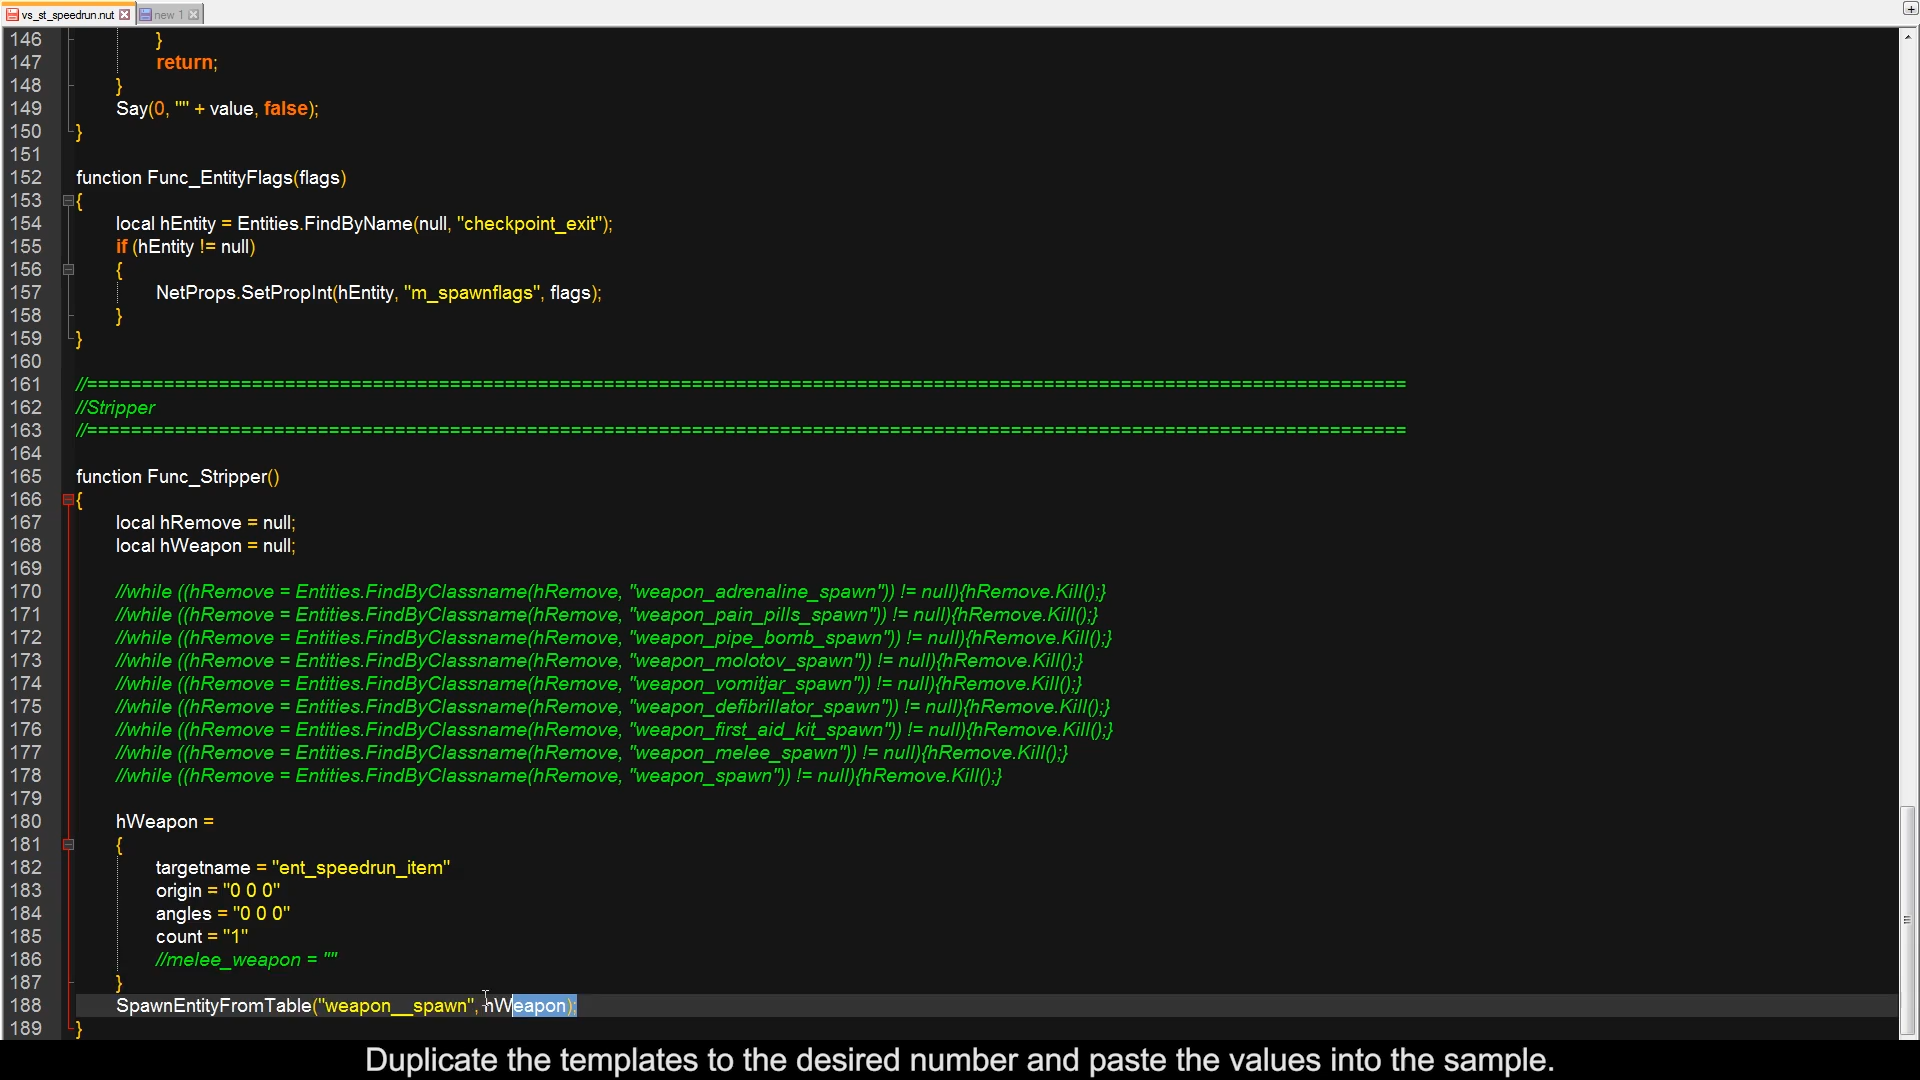 vs_st_speedrun.nut new 1
146 }
147 return;
148 }
149 Say(0, "" + value, false);
150 }
151
152 function Func_EntityFlags(flags)
153 {
154 local hEntity = Entities.FindByName(null, "checkpoint_exit");
155 if (hEntity != null)
156 {
157 NetProps.SetPropInt(hEntity, "m_spawnflags", flags);
158 }
159 }
160
161 //==============================================================================================================
162 //Stripper
163 //==============================================================================================================
164
165 function Func_Stripper()
166 {
167 local hRemove = null;
168 local hWeapon = null;
169
170 //while ((hRemove = Entities.FindByClassname(hRemove, "weapon_adrenaline_spawn")) != null){hRemove.Kill();}
171 //while ((hRemove = Entities.FindByClassname(hRemove, "weapon_pain_pills_spawn")) != null){hRemove.Kill();}
172 //while ((hRemove = Entities.FindByClassname(hRemove, "weapon_pipe_bomb_spawn")) != null){hRemove.Kill();}
173 //while ((hRemove = Entities.FindByClassname(hRemove, "weapon_molotov_spawn")) != null){hRemove.Kill();}
174 //while ((hRemove = Entities.FindByClassname(hRemove, "weapon_vomitjar_spawn")) != null){hRemove.Kill();}
175 //while ((hRemove = Entities.FindByClassname(hRemove, "weapon_defibrillator_spawn")) != null){hRemove.Kill();}
176 //while ((hRemove = Entities.FindByClassname(hRemove, "weapon_first_aid_kit_spawn")) != null){hRemove.Kill();}
177 //while ((hRemove = Entities.FindByClassname(hRemove, "weapon_melee_spawn")) != null){hRemove.Kill();}
178 //while ((hRemove = Entities.FindByClassname(hRemove, "weapon_spawn")) != null){hRemove.Kill();}
179
180 hWeapon =
181 {
182 targetname = "ent_speedrun_item"
183 origin = "0 0 0"
184 angles = "0 0 0"
185 count = "1"
186 //melee_weapon = ""
187 }
188 SpawnEntityFromTable("weapon__spawn", hWeapon);
189 }
Duplicate the templates to the desired number and paste the values into the sample.